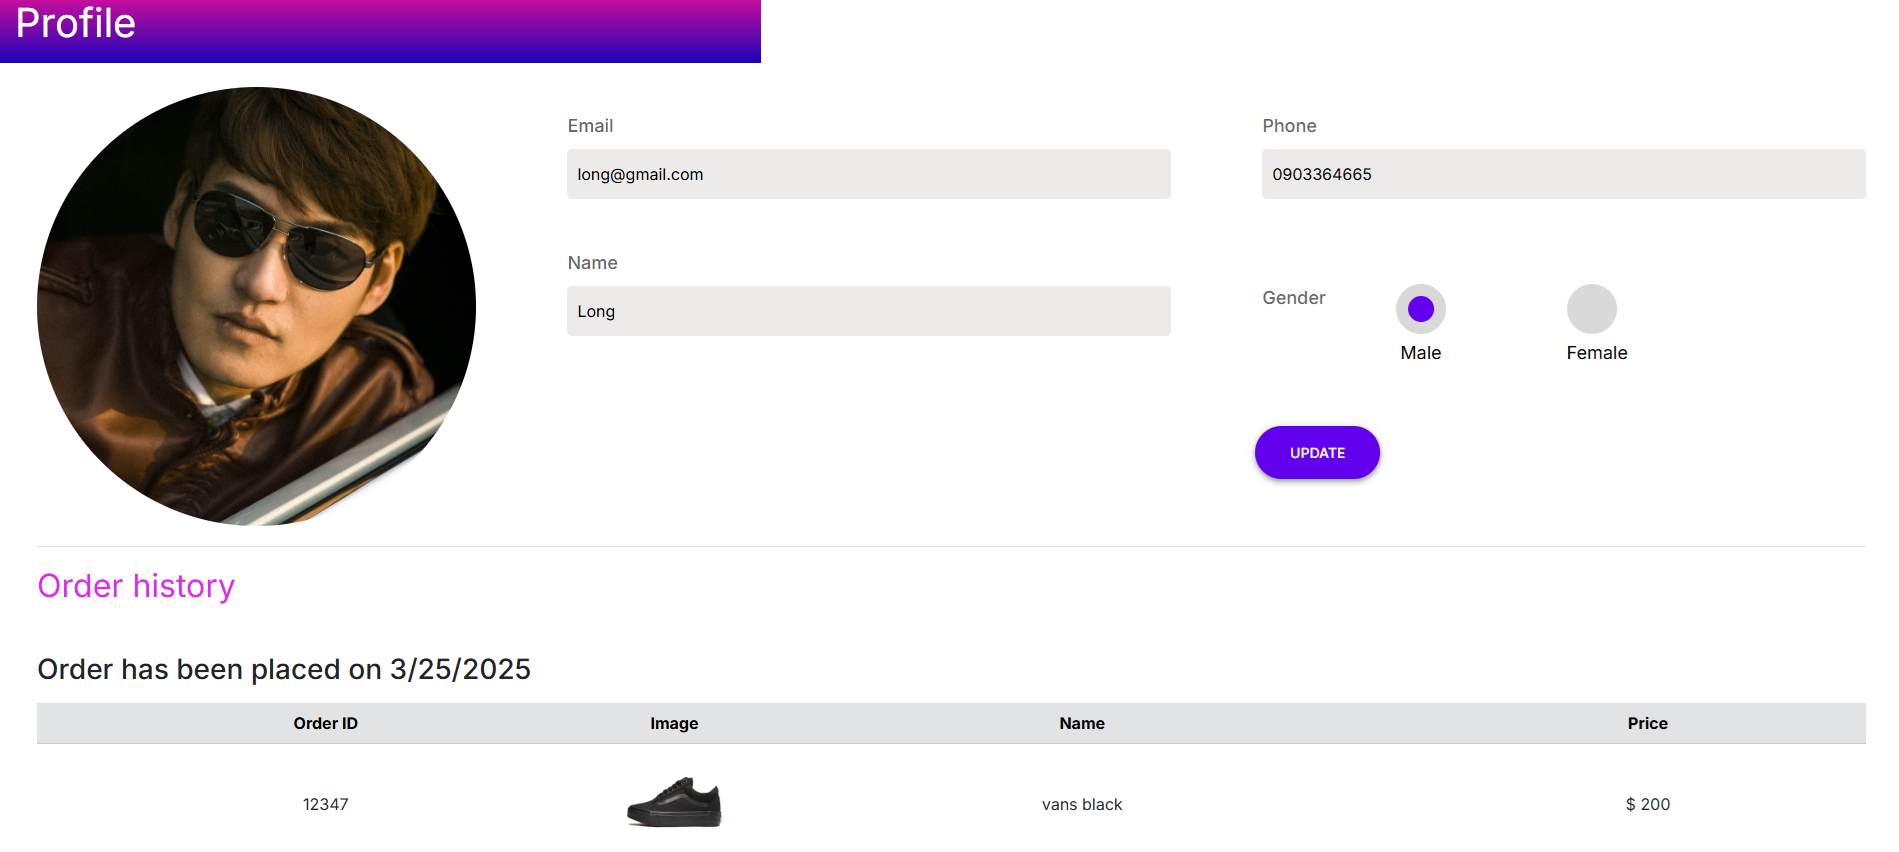 Profile
Email
Phone
long@gmail.com
0903364665
Name
Gender
Long
Male
Female
UPDATE
Order history
Order has been placed on 3/25/2025
Order ID
Image
Name
Price
12347
vans black
$ 200